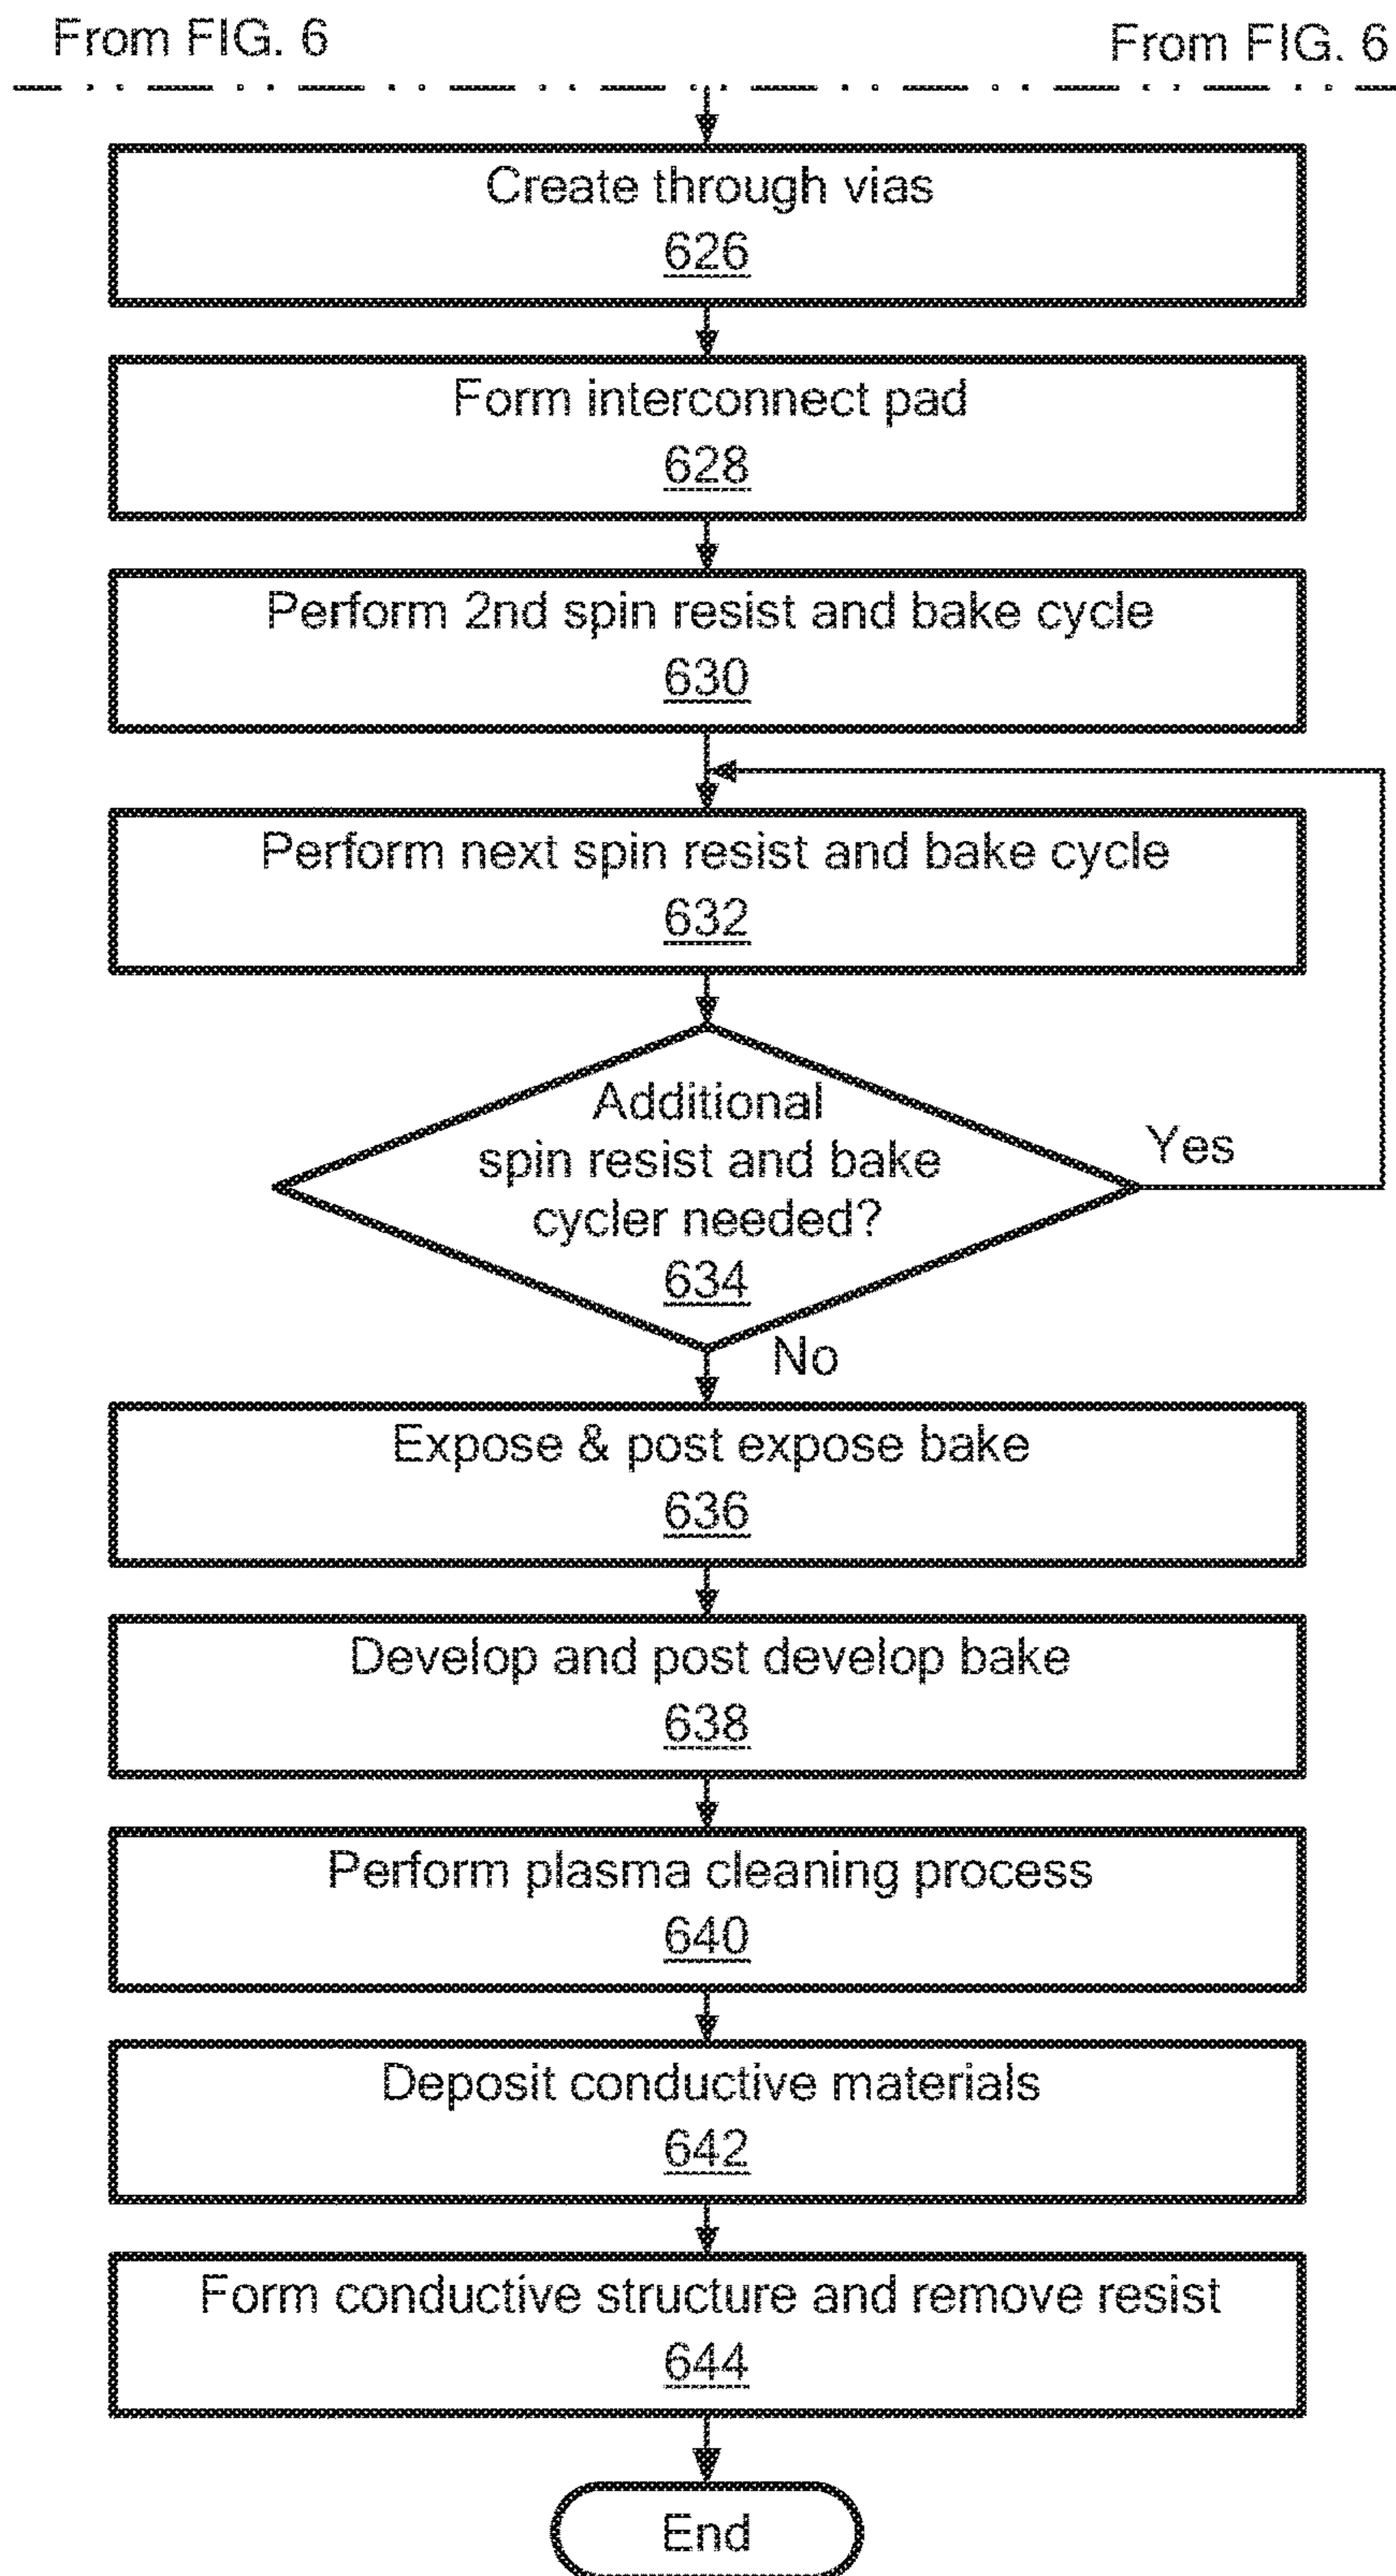 From FIG. 6
From FIG. 6
Create through vias
626
Form interconnect pad
628
Perform 2nd spin resist and bake cycle
630
Perform next spin resist and bake cycle
632
Additional
spin resist and bake
cycler needed?
634
Yes
No
Expose & post expose bake
636
Develop and post develop bake
638
Perform plasma cleaning process
640
Deposit conductive materials
642
Form conductive structure and remove resist
644
End